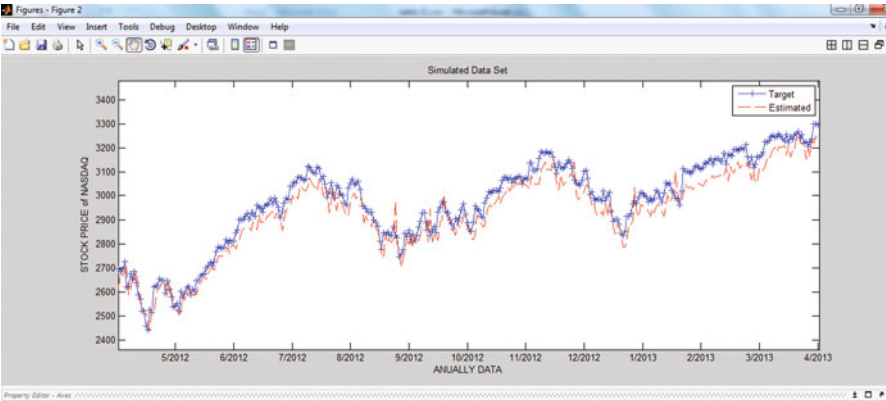 Figures - Figure 2
File Edit View Insert Tools Debug Desktop Window Help
Simulated Data Set
Target
Estimated
STOCK PRICE of NASDAQ
3400
3300
3200
3100
3000
2900
2800
2700
2600
2500
2400
5/2012 6/2012 7/2012 8/2012 9/2012 10/2012 11/2012 12/2012 1/2013 2/2013 3/2013 4/2013
ANUALLY DATA
Property Editor - Axes